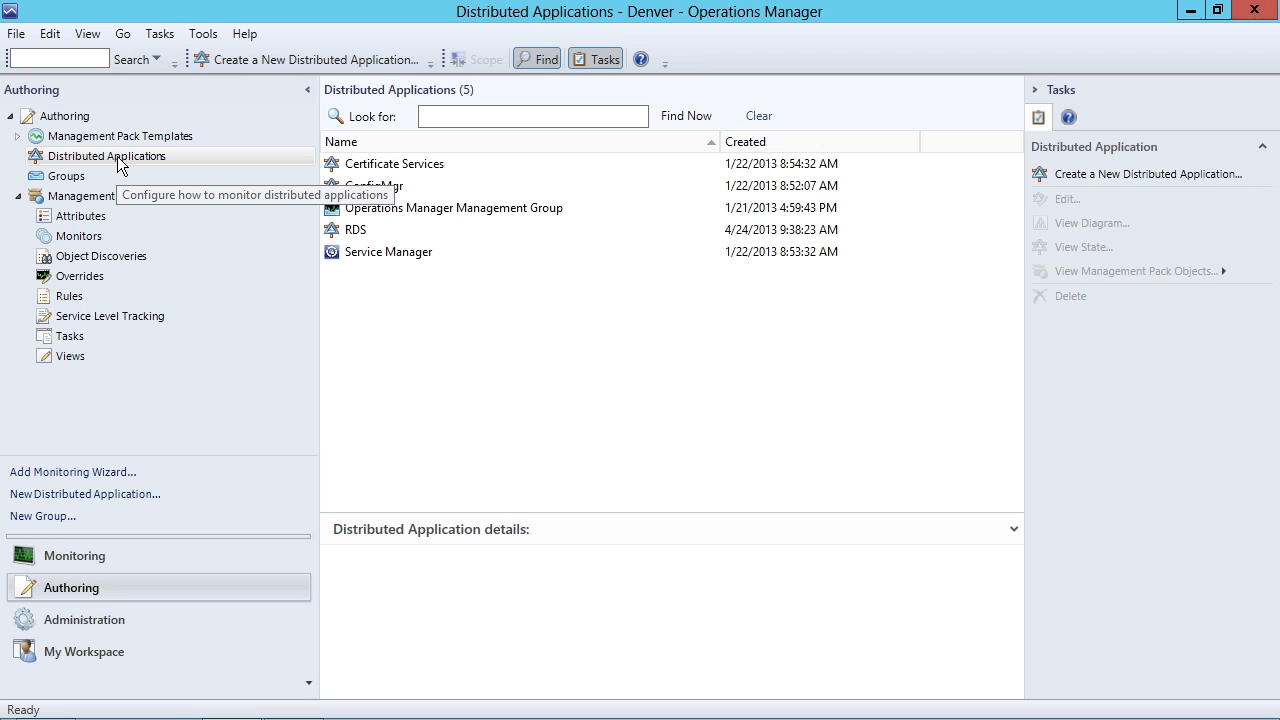 Distributed Applications - Denver - Operations Manager
File Edit View Go Tasks Tools Help
Search Create a New Distributed Application... Scope Find Tasks
Authoring
Authoring
Management Pack Templates
Distributed Applications
Groups
Management
Configure how to monitor distributed applications
Attributes
Monitors
Object Discoveries
Overrides
Rules
Service Level Tracking
Tasks
Views
Add Monitoring Wizard...
New Distributed Application...
New Group...
Monitoring
Authoring
Administration
My Workspace
Distributed Applications (5)
Look for: Find Now Clear
Name Created
Certificate Services 1/22/2013 8:54:32 AM
ConfigMgr 1/22/2013 8:52:07 AM
Operations Manager Management Group 1/21/2013 4:59:43 PM
RDS 4/24/2013 9:38:23 AM
Service Manager 1/22/2013 8:53:32 AM
Distributed Application details:
Tasks
Distributed Application
Create a New Distributed Application...
Edit...
View Diagram...
View State...
View Management Pack Objects...
Delete
Ready